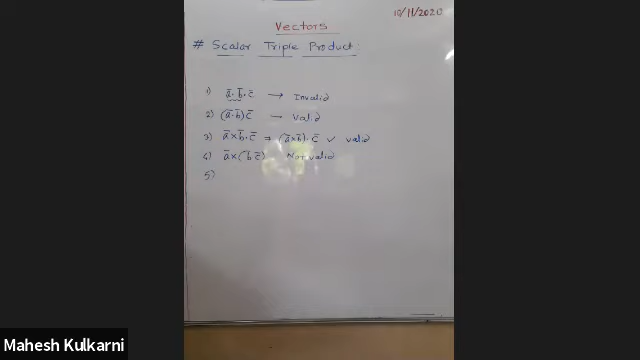 10/11/2020
Vectors
# Scalar Triple Product
1) a̅ · b̅ · c̅ → Invalid
2) (a̅ · b̅) c̅ → Valid
3) a̅ × b̅ · c̅ = (a̅ × b̅) · c̅ ✓ valid
4) a̅ × (b̅ c̅) Not valid
5)
Mahesh Kulkarni